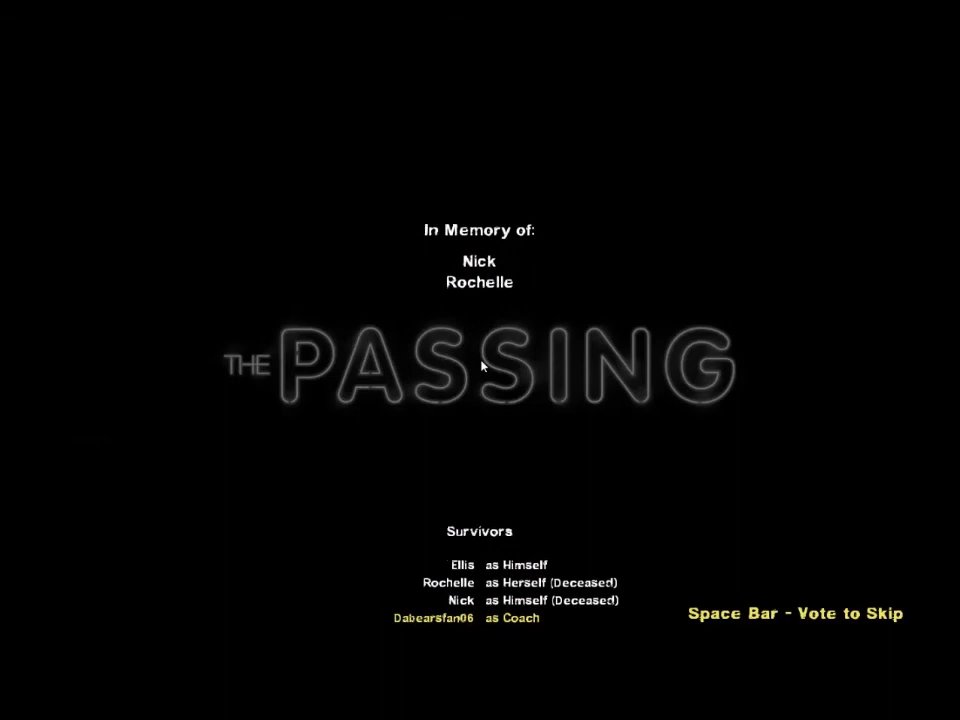 In Memory of:
Nick
Rochelle
THE PASSING
Survivors
Ellis as Himself
Rochelle as Herself (Deceased)
Nick as Himself (Deceased)
Dabearsfan06 as Coach
Space Bar - Vote to Skip